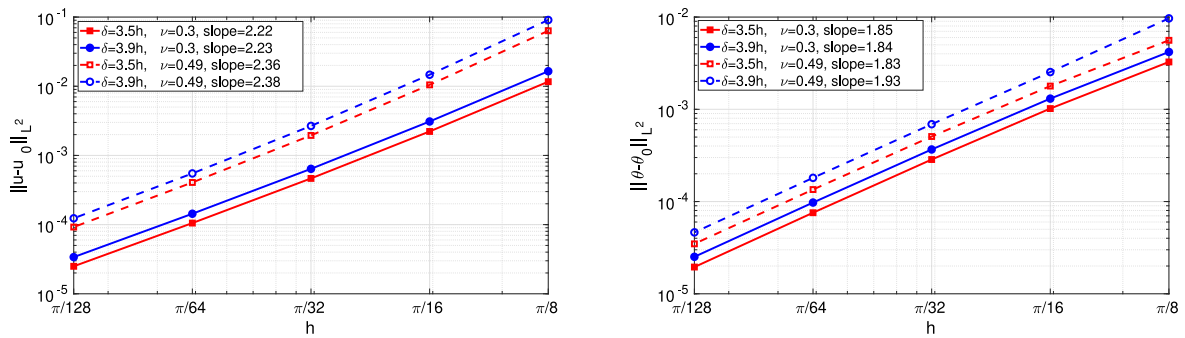 10^-1
10^-2
10^-3
10^-4
10^-5
||u-u_0||_{L^2}
δ=3.5h, ν=0.3, slope=2.22
δ=3.9h, ν=0.3, slope=2.23
δ=3.5h, ν=0.49, slope=2.36
δ=3.9h, ν=0.49, slope=2.38
π/128 π/64 π/32 π/16 π/8
h
10^-2
10^-3
10^-4
10^-5
||θ-θ_0||_{L^2}
δ=3.5h, ν=0.3, slope=1.85
δ=3.9h, ν=0.3, slope=1.84
δ=3.5h, ν=0.49, slope=1.83
δ=3.9h, ν=0.49, slope=1.93
π/128 π/64 π/32 π/16 π/8
h